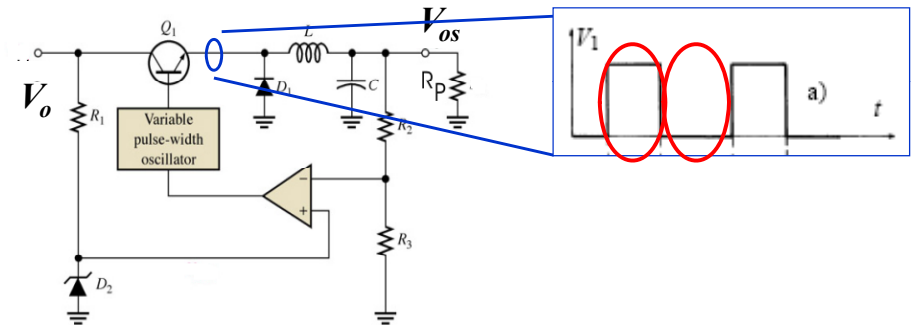 Q1
L
Vos
V1
Vo
R1
D1
C
RP
a)
t
Variable
pulse-width
oscillator
R2
−
+
R3
D2